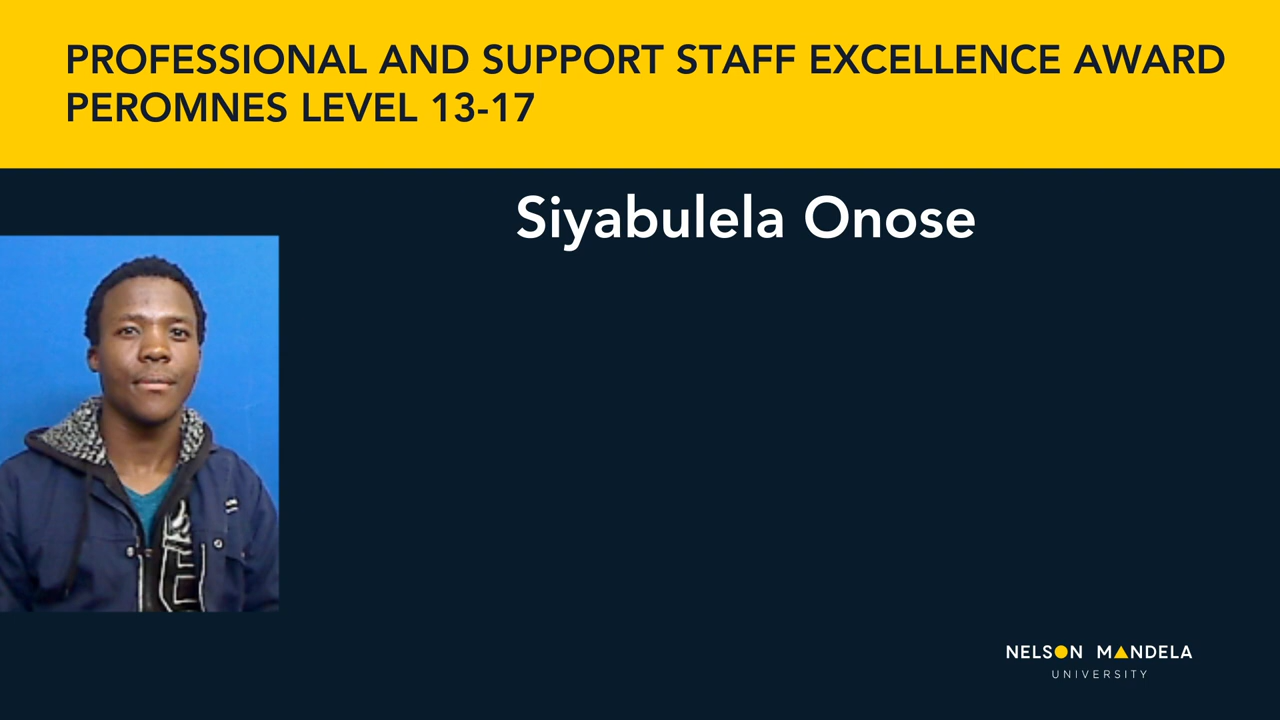 PROFESSIONAL AND SUPPORT STAFF EXCELLENCE AWARD
PEROMNES LEVEL 13-17
Siyabulela Onose
NELSON MANDELA
UNIVERSITY